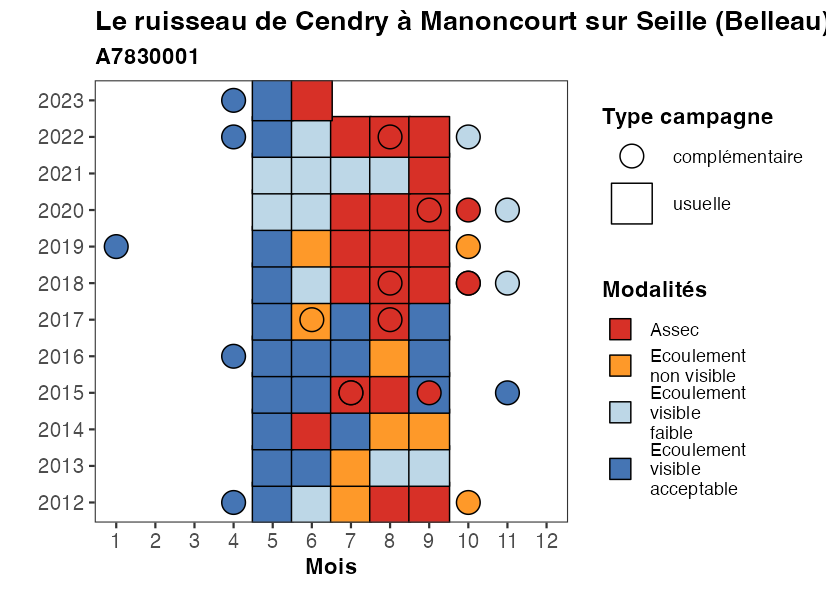 Le ruisseau de Cendry à Manoncourt sur Seille (Belleau)
A7830001
2023
2022
2021
2020
2019
2018
2017
2016
2015
2014
2013
2012
1 2 3 4 5 6 7 8 9 10 11 12
Mois
Type campagne
complémentaire
usuelle
Modalités
Assec
Ecoulement
non visible
Ecoulement
visible
faible
Ecoulement
visible
acceptable